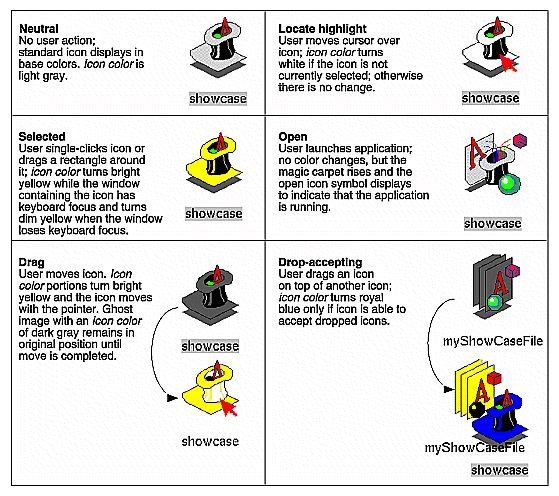 Neutral
No user action;
standard icon displays in
base colors. Icon color is
light gray.
showcase
Locate highlight
User moves cursor over
icon; icon color turns
white if the icon is not
currently selected; otherwise
there is no change.
showcase
Selected
User single-clicks icon or
drags a rectangle around
it; icon color turns bright
yellow while the window
containing the icon has
keyboard focus and turns
dim yellow when the window
loses keyboard focus.
showcase
Open
User launches application;
no color changes, but the
magic carpet rises and the
open icon symbol displays
to indicate that the application
is running.
showcase
Drag
User moves icon. Icon
color portions turn bright
yellow and the icon moves
with the pointer. Ghost
image with an icon color
of dark gray remains in
original position until
move is completed.
showcase
showcase
Drop-accepting
User drags an icon
on top of another icon;
icon color turns royal
blue only if icon is able to
accept dropped icons.
myShowCaseFile
myShowCaseFile
showcase